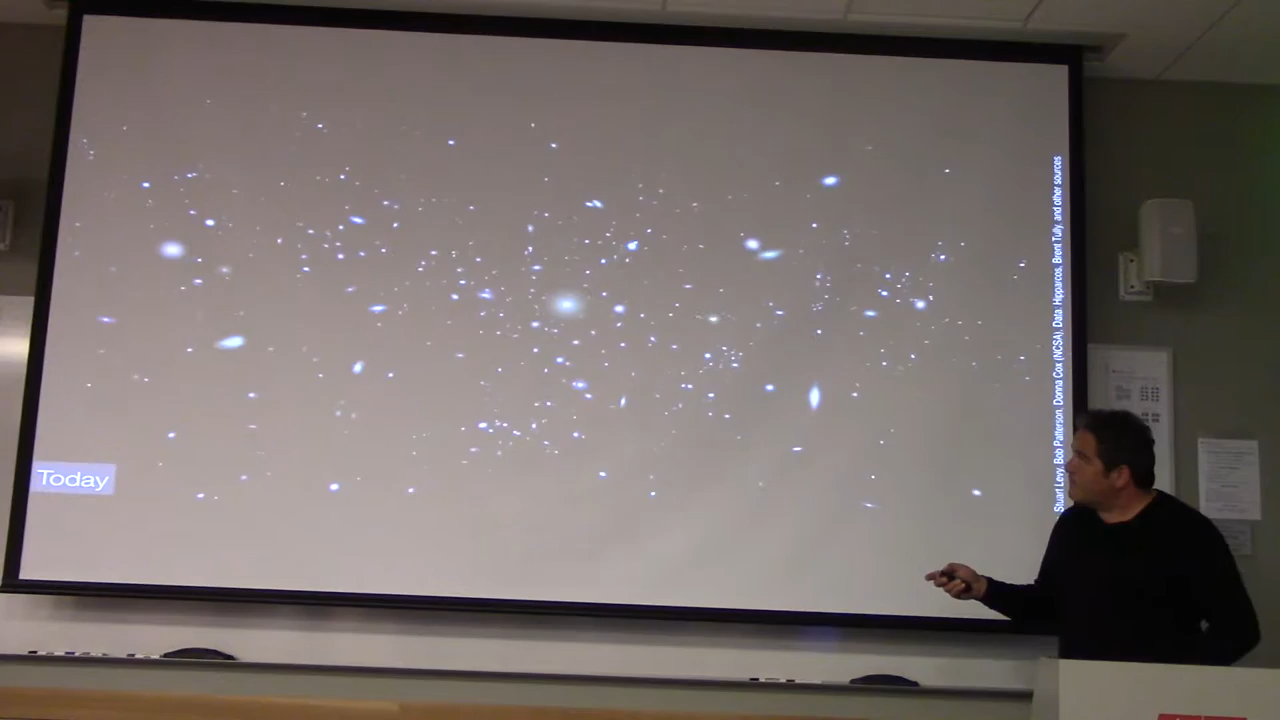 Today
Stuart Levy, Bob Patterson, Donna Cox (NCSA). Data: Hipparcos, Brent Tully, and other sources